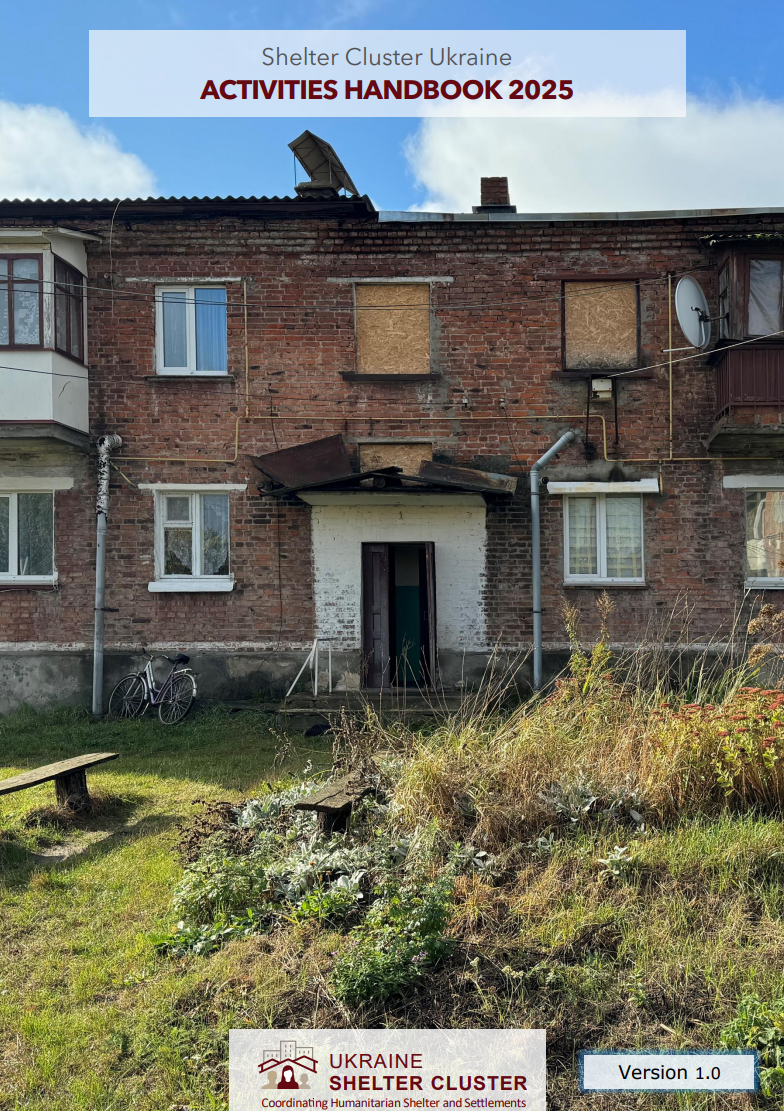 Shelter Cluster Ukraine
ACTIVITIES HANDBOOK 2025
UKRAINE
SHELTER CLUSTER
Coordinating Humanitarian Shelter and Settlements
Version 1.0